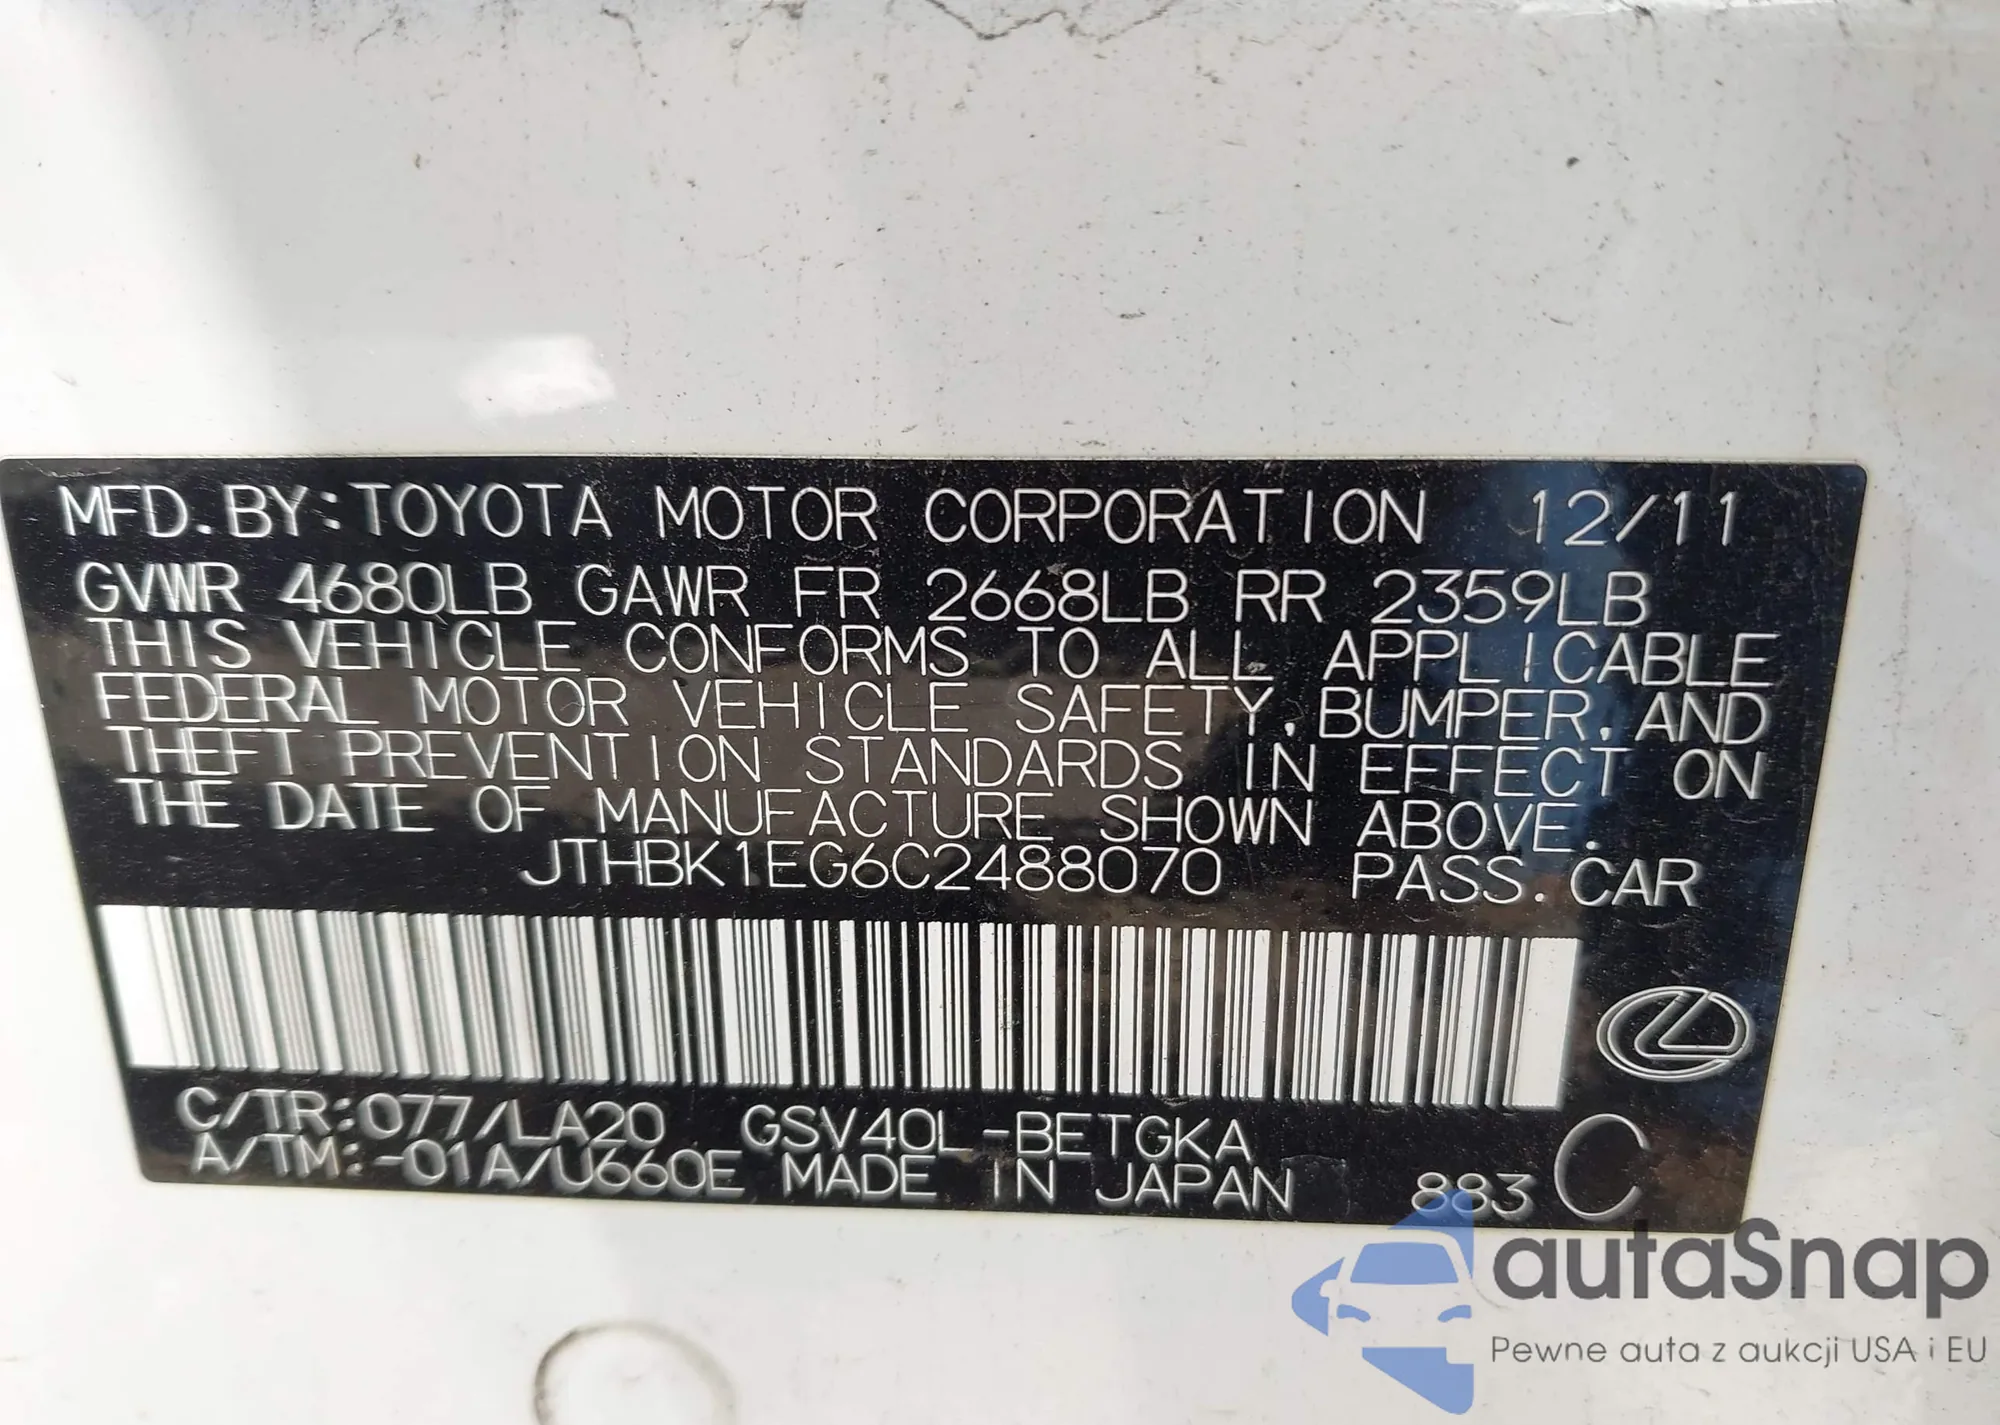 MFD. BY: TOYOTA MOTOR CORPORATION 12/11
GVWR 4680LB GAWR FR 2668LB RR 2359LB
THIS VEHICLE CONFORMS TO ALL APPLICABLE
FEDERAL MOTOR VEHICLE SAFETY, BUMPER, AND
THEFT PREVENTION STANDARDS IN EFFECT ON
THE DATE OF MANUFACTURE SHOWN ABOVE.
JTHBK1EG6C2488070 PASS. CAR
C/TR: 077/LA20 GSV40L-BETGKA
A/TM: -01A/U660E MADE IN JAPAN 883 C
autaSnap
Pewne auta z aukcji USA i EU